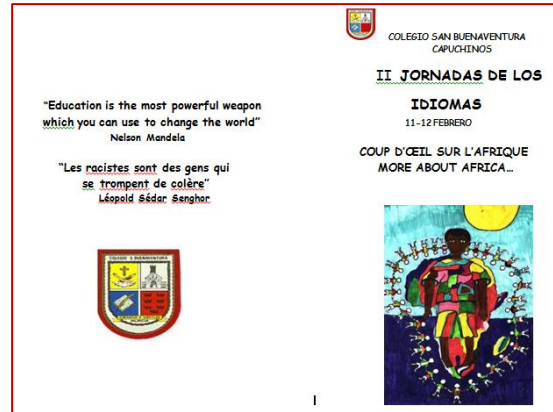 "Education is the most powerful weapon
which you can use to change the world"
Nelson Mandela
"Les racistes sont des gens qui
se trompent de colère"
Léopold Sédar Senghor
COLEGIO S BUENAVENTURA
COLEGIO SAN BUENAVENTURA
CAPUCHINOS
II JORNADAS DE LOS
IDIOMAS
11-12 FEBRERO
COUP D'ŒIL SUR L'AFRIQUE
MORE ABOUT AFRICA…